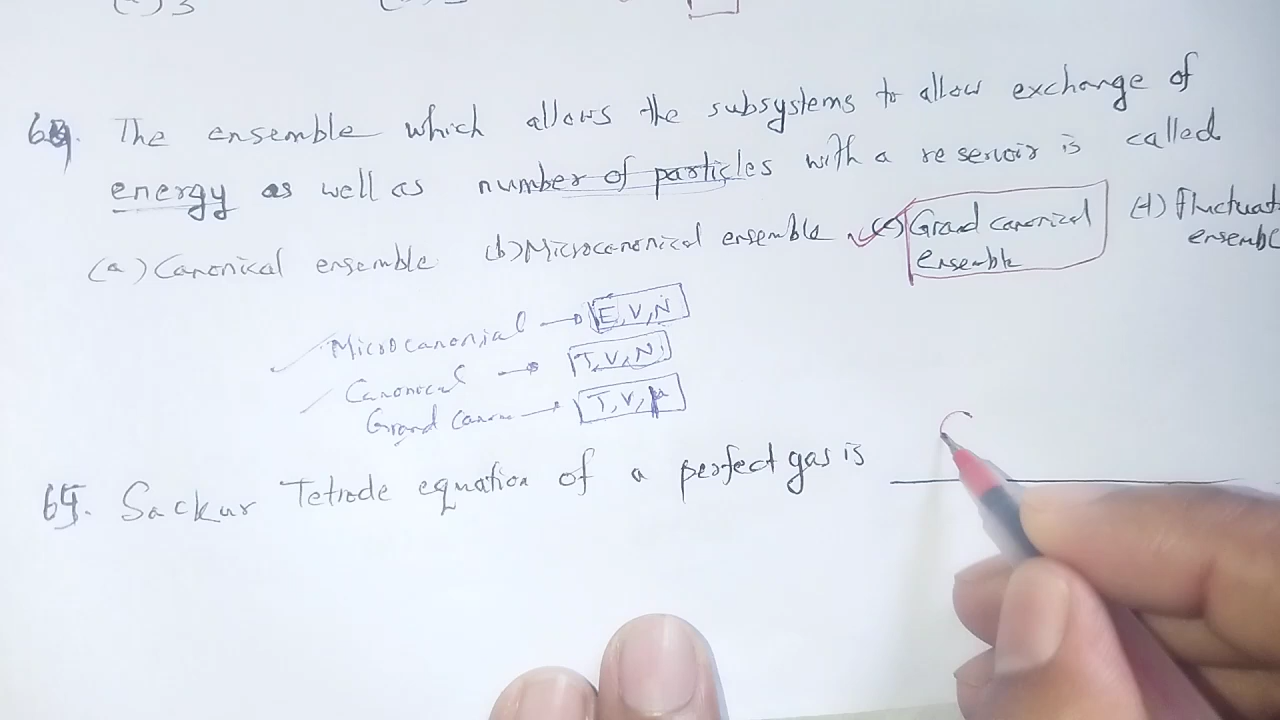 (c) 3
69. The ensemble which allows the subsystems to allow exchange of
energy as well as number of particles with a reservoir is called
(a) Canonical ensemble (b) Microcanonical ensemble (c) Grand canonical (d) Fluctuat
ensemble ensemble
Microcanonial → E, V, N
Canonical → T, V, N
Grand canon → T, V, μ
65. Sackur Tetrode equation of a perfect gas is